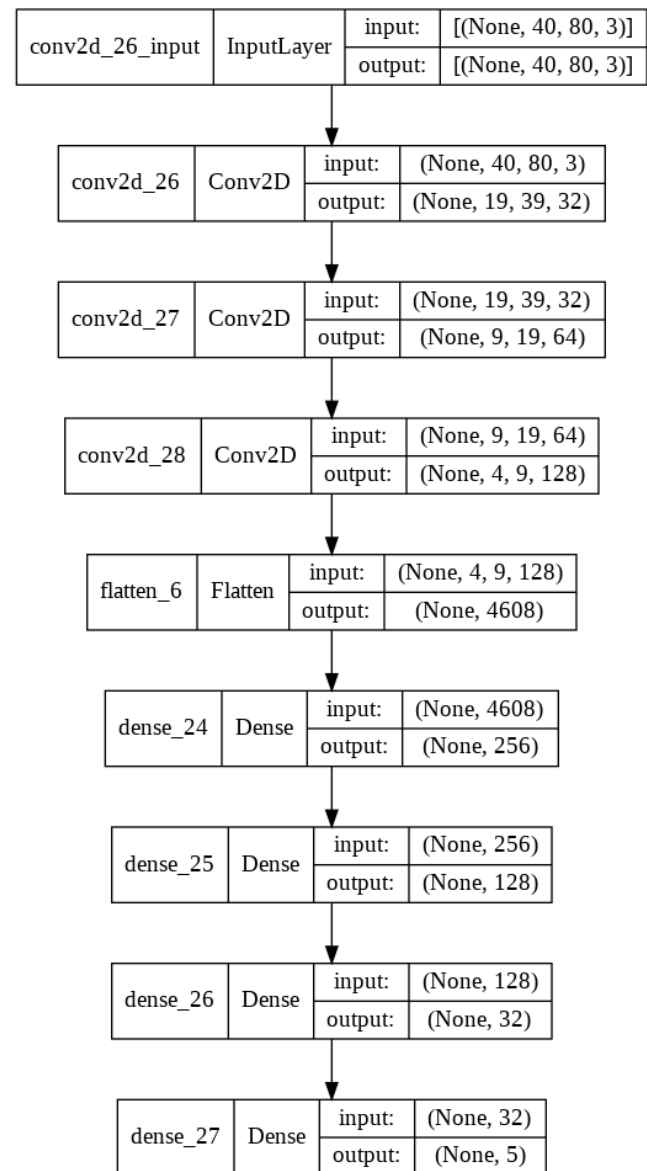 conv2d_26_input InputLayer input: [(None, 40, 80, 3)]
output: [(None, 40, 80, 3)]
conv2d_26 Conv2D input: (None, 40, 80, 3)
output: (None, 19, 39, 32)
conv2d_27 Conv2D input: (None, 19, 39, 32)
output: (None, 9, 19, 64)
conv2d_28 Conv2D input: (None, 9, 19, 64)
output: (None, 4, 9, 128)
flatten_6 Flatten input: (None, 4, 9, 128)
output: (None, 4608)
dense_24 Dense input: (None, 4608)
output: (None, 256)
dense_25 Dense input: (None, 256)
output: (None, 128)
dense_26 Dense input: (None, 128)
output: (None, 32)
dense_27 Dense input: (None, 32)
output: (None, 5)